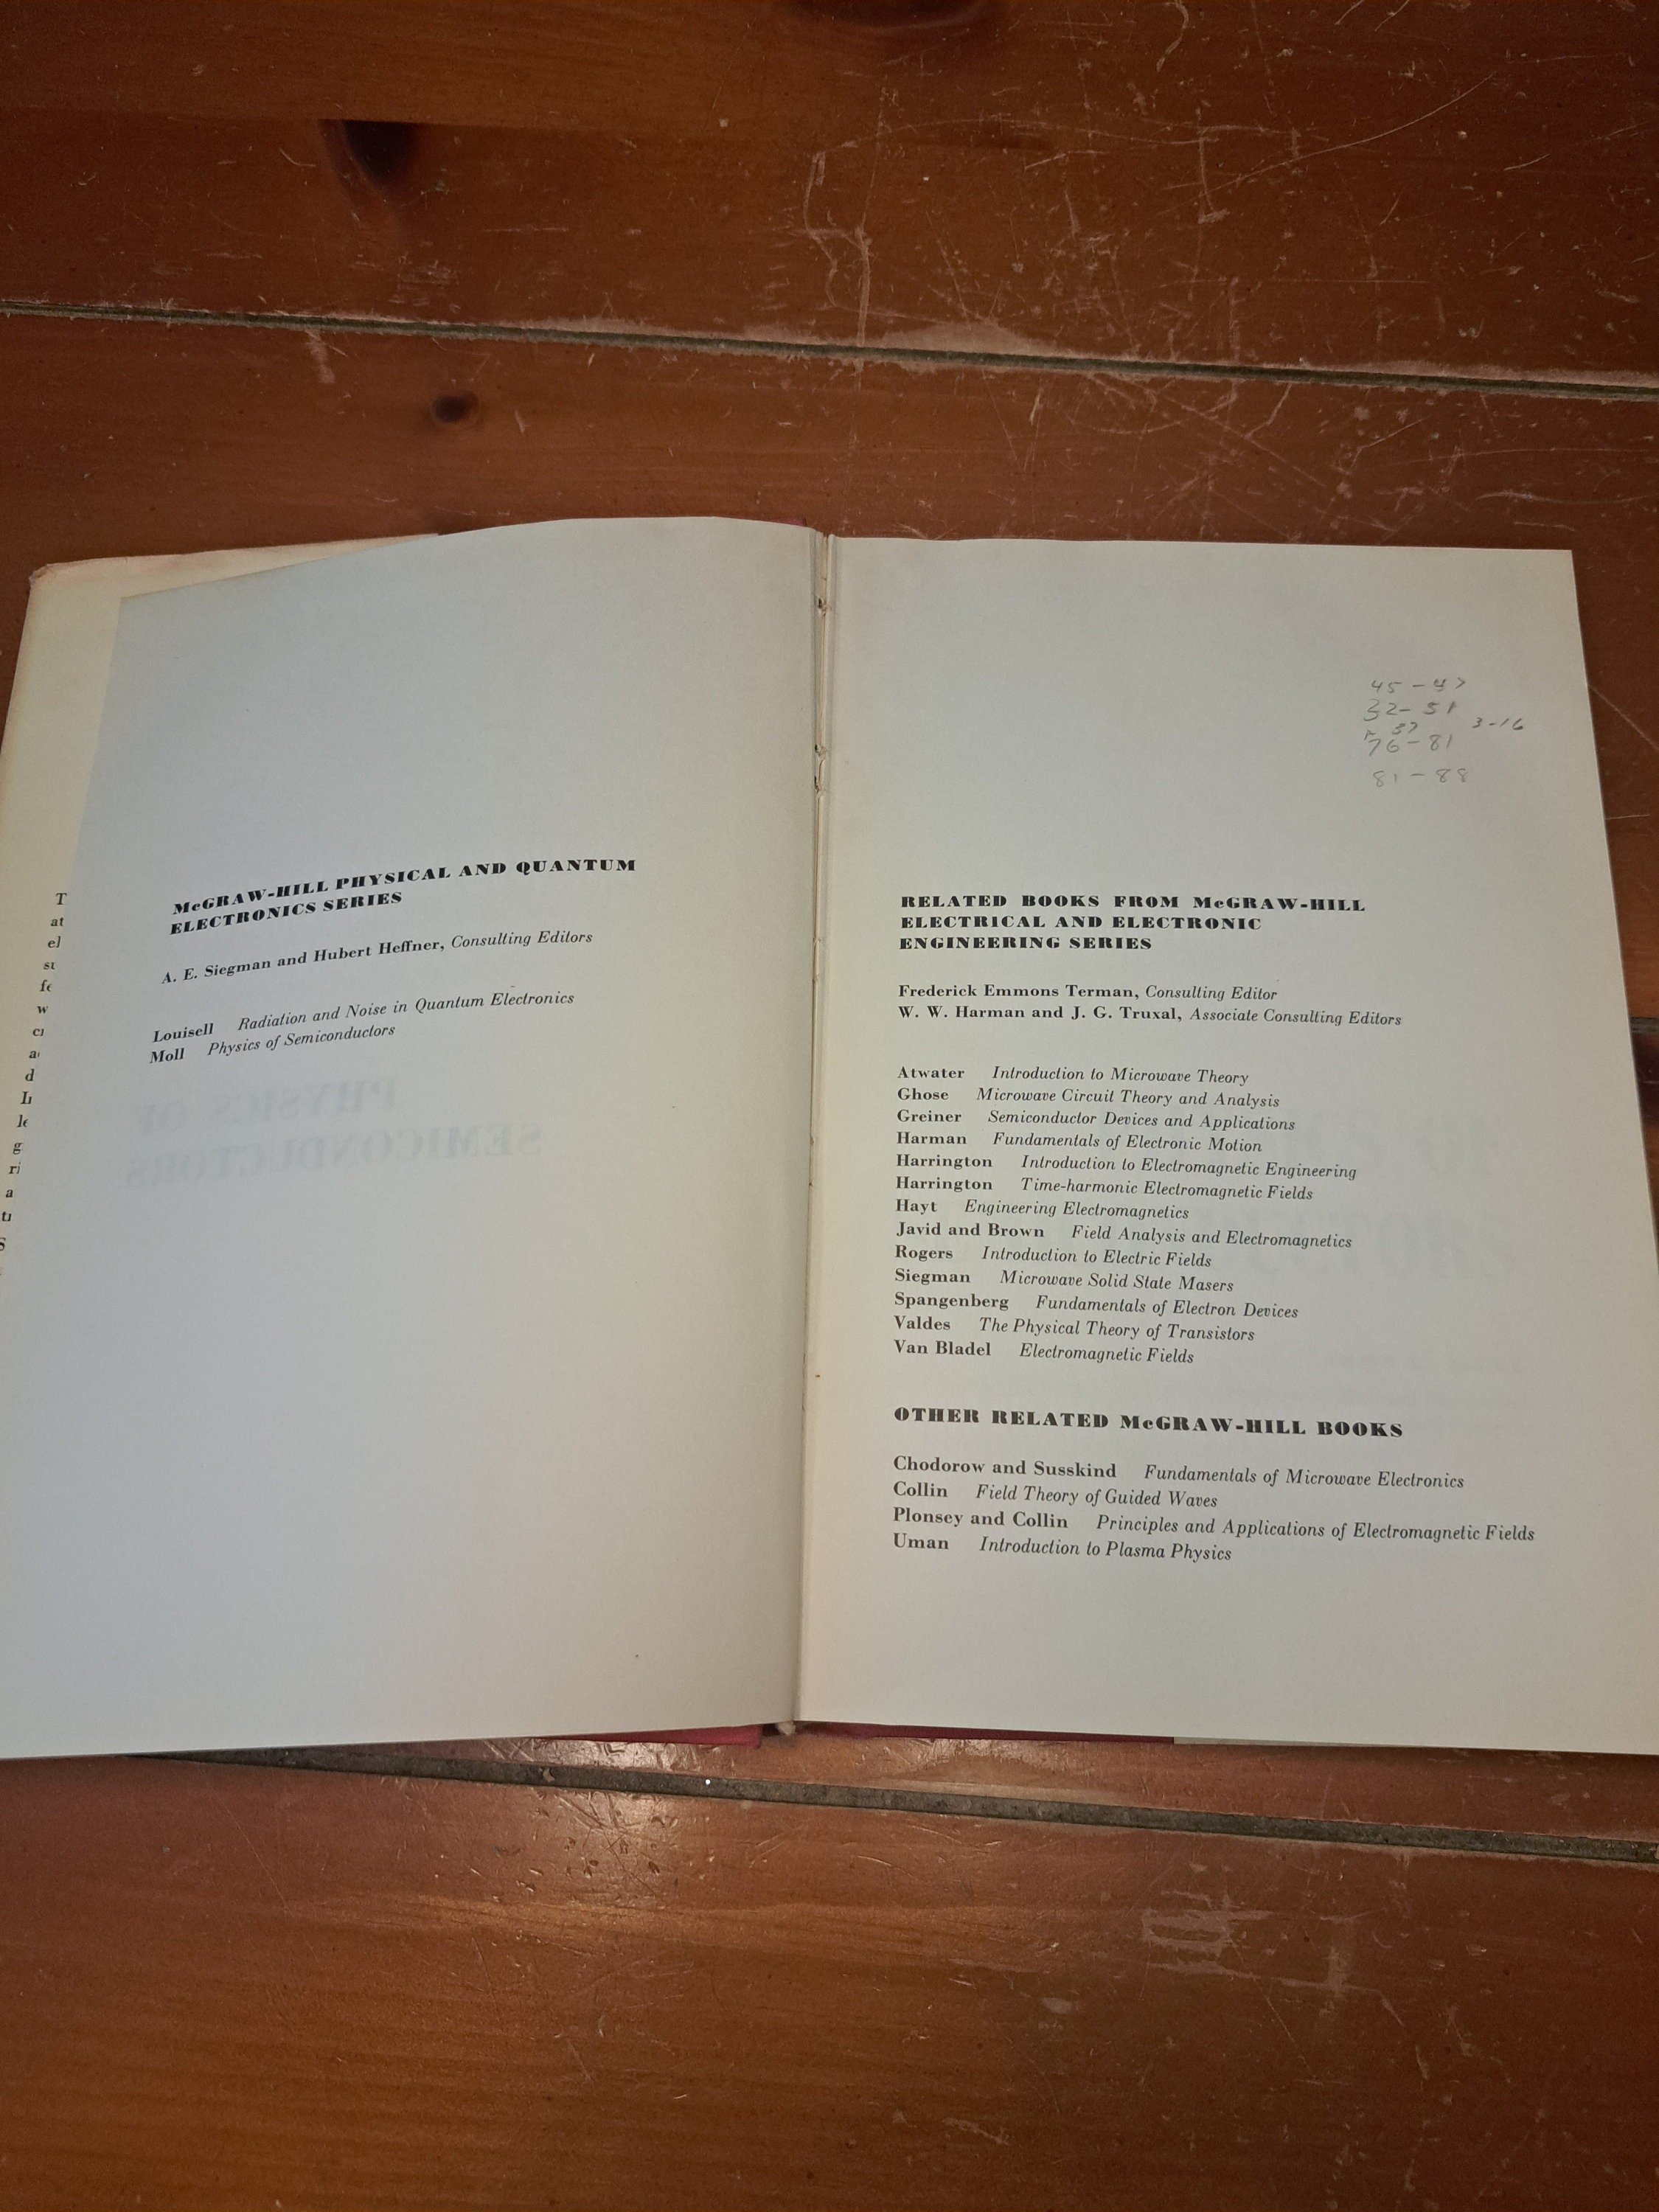 McGRAW-HILL PHYSICAL AND QUANTUM
ELECTRONICS SERIES
A. E. Siegman and Hubert Heffner, Consulting Editors
Louisell Radiation and Noise in Quantum Electronics
Moll Physics of Semiconductors
PHYSICS OF
SEMICONDUCTORS
45 - 47
32- 51
37 3-16
76-81
81 - 88
RELATED BOOKS FROM McGRAW-HILL
ELECTRICAL AND ELECTRONIC
ENGINEERING SERIES
Frederick Emmons Terman, Consulting Editor
W. W. Harman and J. G. Truxal, Associate Consulting Editors
Atwater Introduction to Microwave Theory
Ghose Microwave Circuit Theory and Analysis
Greiner Semiconductor Devices and Applications
Harman Fundamentals of Electronic Motion
Harrington Introduction to Electromagnetic Engineering
Harrington Time-harmonic Electromagnetic Fields
Hayt Engineering Electromagnetics
Javid and Brown Field Analysis and Electromagnetics
Rogers Introduction to Electric Fields
Siegman Microwave Solid State Masers
Spangenberg Fundamentals of Electron Devices
Valdes The Physical Theory of Transistors
Van Bladel Electromagnetic Fields
OTHER RELATED McGRAW-HILL BOOKS
Chodorow and Susskind Fundamentals of Microwave Electronics
Collin Field Theory of Guided Waves
Plonsey and Collin Principles and Applications of Electromagnetic Fields
Uman Introduction to Plasma Physics